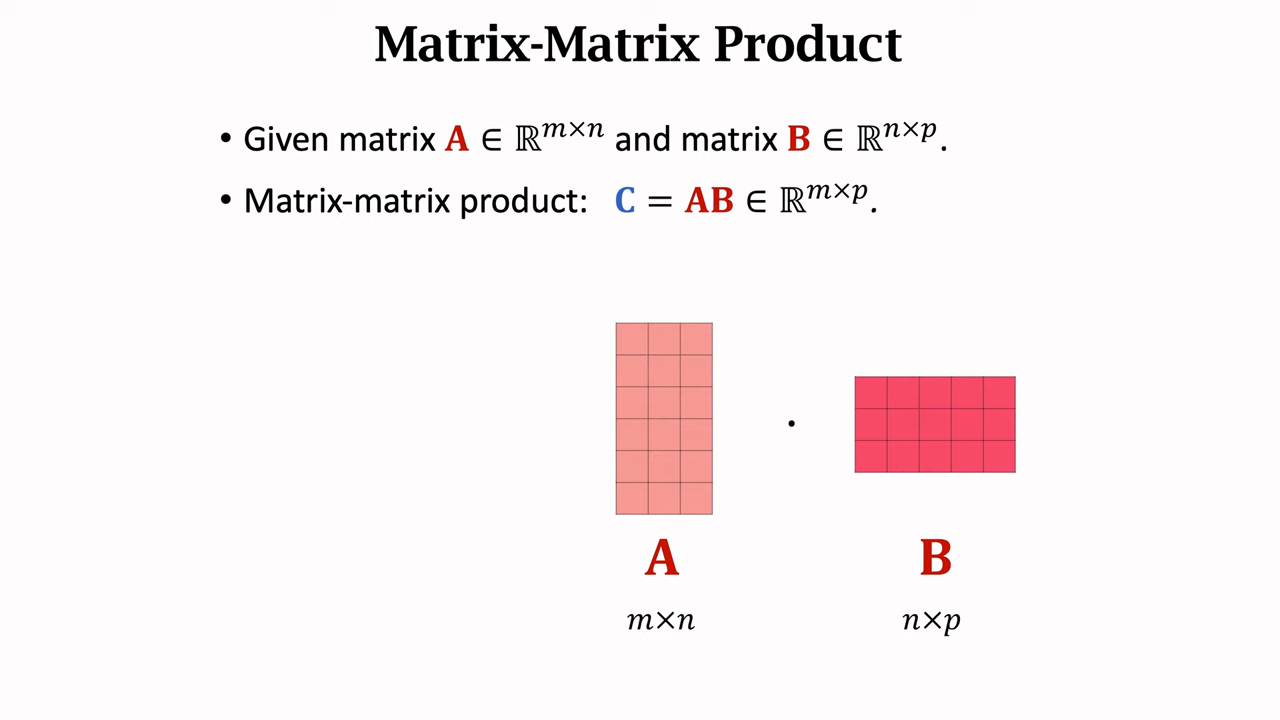 Matrix-Matrix Product
• Given matrix A ∈ ℝ^{m×n} and matrix B ∈ ℝ^{n×p}.
• Matrix-matrix product: C = AB ∈ ℝ^{m×p}.
·
A B
m×n n×p